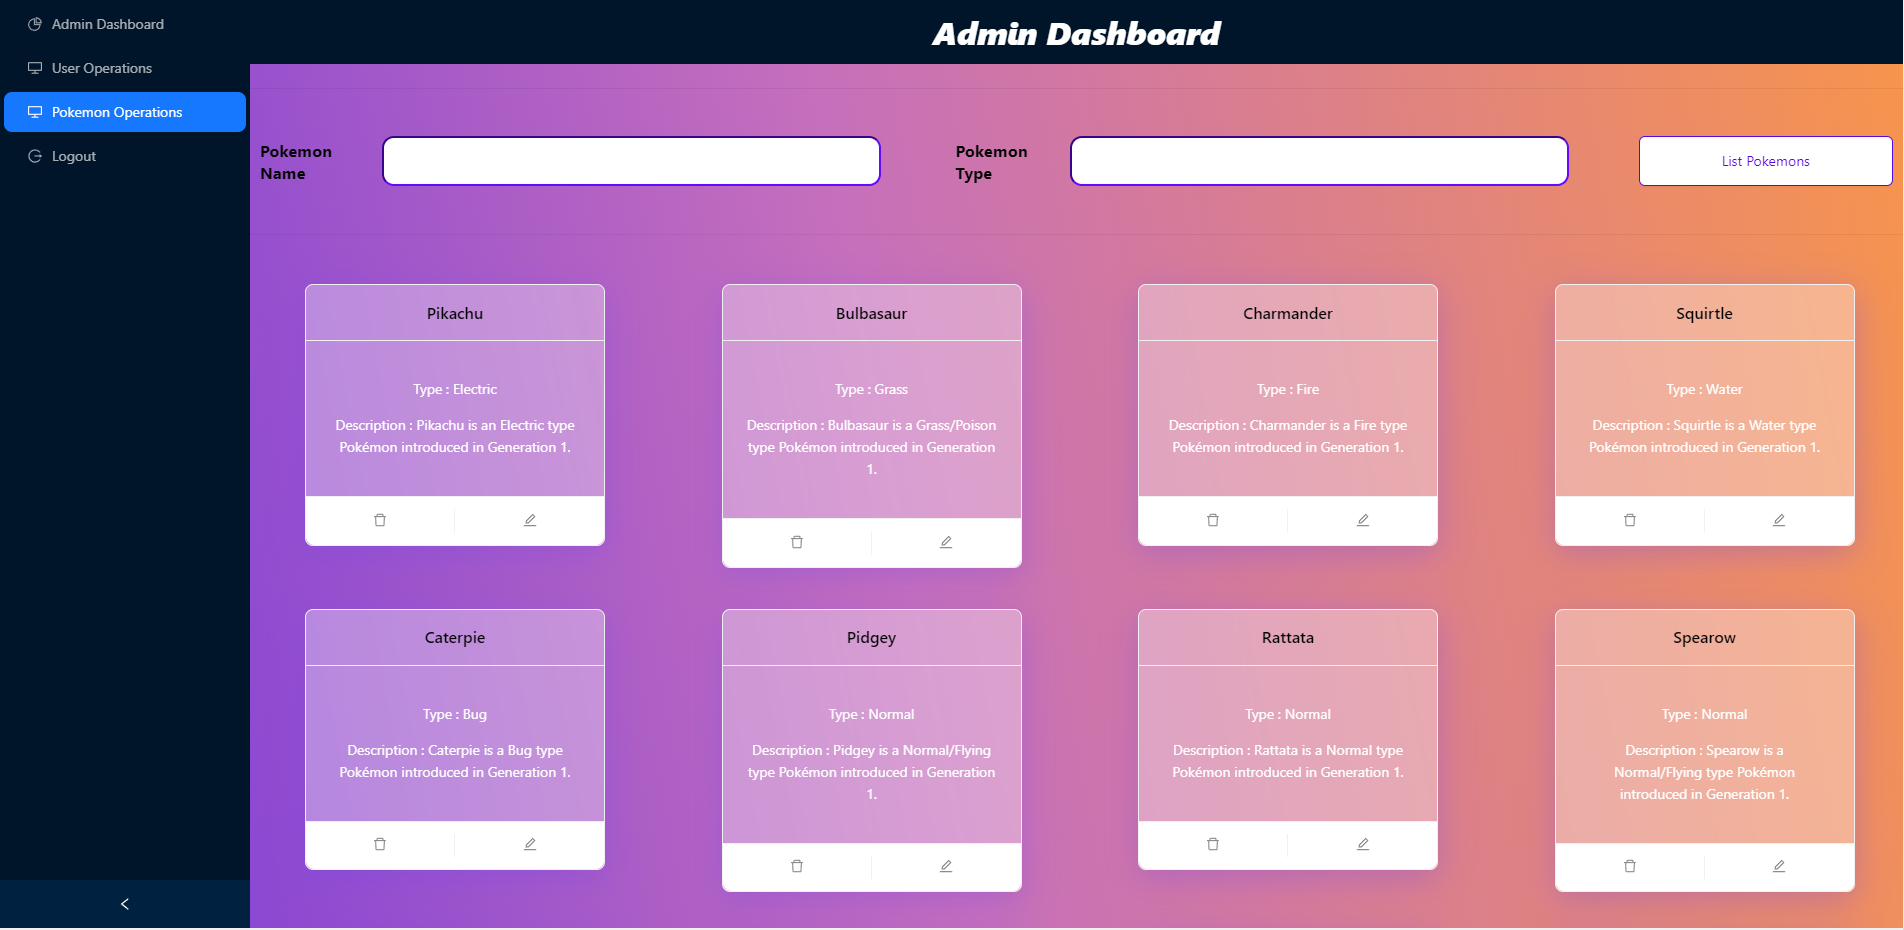 Admin Dashboard
User Operations
Pokemon Operations
Logout
Admin Dashboard
Pokemon
Name
Pokemon
Type
List Pokemons
Pikachu
Type : Electric
Description : Pikachu is an Electric type
Pokémon introduced in Generation 1.
Bulbasaur
Type : Grass
Description : Bulbasaur is a Grass/Poison
type Pokémon introduced in Generation
1.
Charmander
Type : Fire
Description : Charmander is a Fire type
Pokémon introduced in Generation 1.
Squirtle
Type : Water
Description : Squirtle is a Water type
Pokémon introduced in Generation 1.
Caterpie
Type : Bug
Description : Caterpie is a Bug type
Pokémon introduced in Generation 1.
Pidgey
Type : Normal
Description : Pidgey is a Normal/Flying
type Pokémon introduced in Generation
1.
Rattata
Type : Normal
Description : Rattata is a Normal type
Pokémon introduced in Generation 1.
Spearow
Type : Normal
Description : Spearow is a
Normal/Flying type Pokémon
introduced in Generation 1.